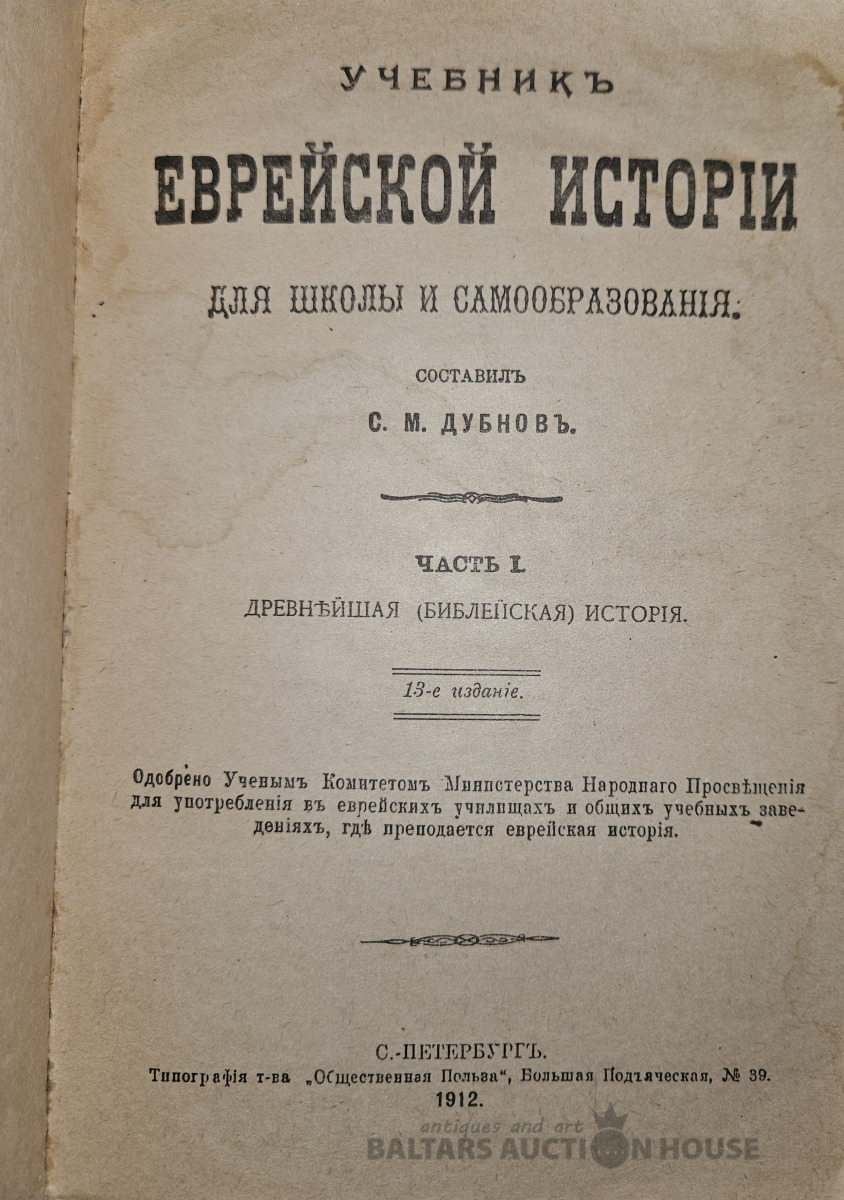 УЧЕБНИКЪ
ЕВРЕЙСКОЙ ИСТОРІИ
ДЛЯ ШКОЛЫ И САМООБРАЗОВАНІЯ.
СОСТАВИЛЪ
С. М. ДУБНОВЪ.
ЧАСТЬ I.
ДРЕВНѢЙШАЯ (БИБЛЕЙСКАЯ) ИСТОРІЯ.
13-е изданіе.
Одобрено Ученымъ Комитетомъ Министерства Народнаго Просвѣщенія
для употребленія въ еврейскихъ училищахъ и общихъ учебныхъ заве-
деніяхъ, гдѣ преподается еврейская исторія.
С.-ПЕТЕРБУРГЪ.
Типографія т-ва „Общественная Польза“, Большая Подъяческая, № 39.
1912.
antiques and art
BALTARS AUCTION HOUSE